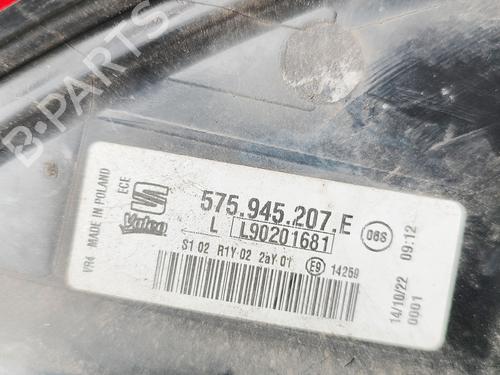 B-PARTS
VR4 MADE IN POLAND
ECE
Valeo
575.945.207.E
L L90201681
06S
S1 02 R1Y 02 2aY 01 E9 14259
14/10/22 09:12
0001